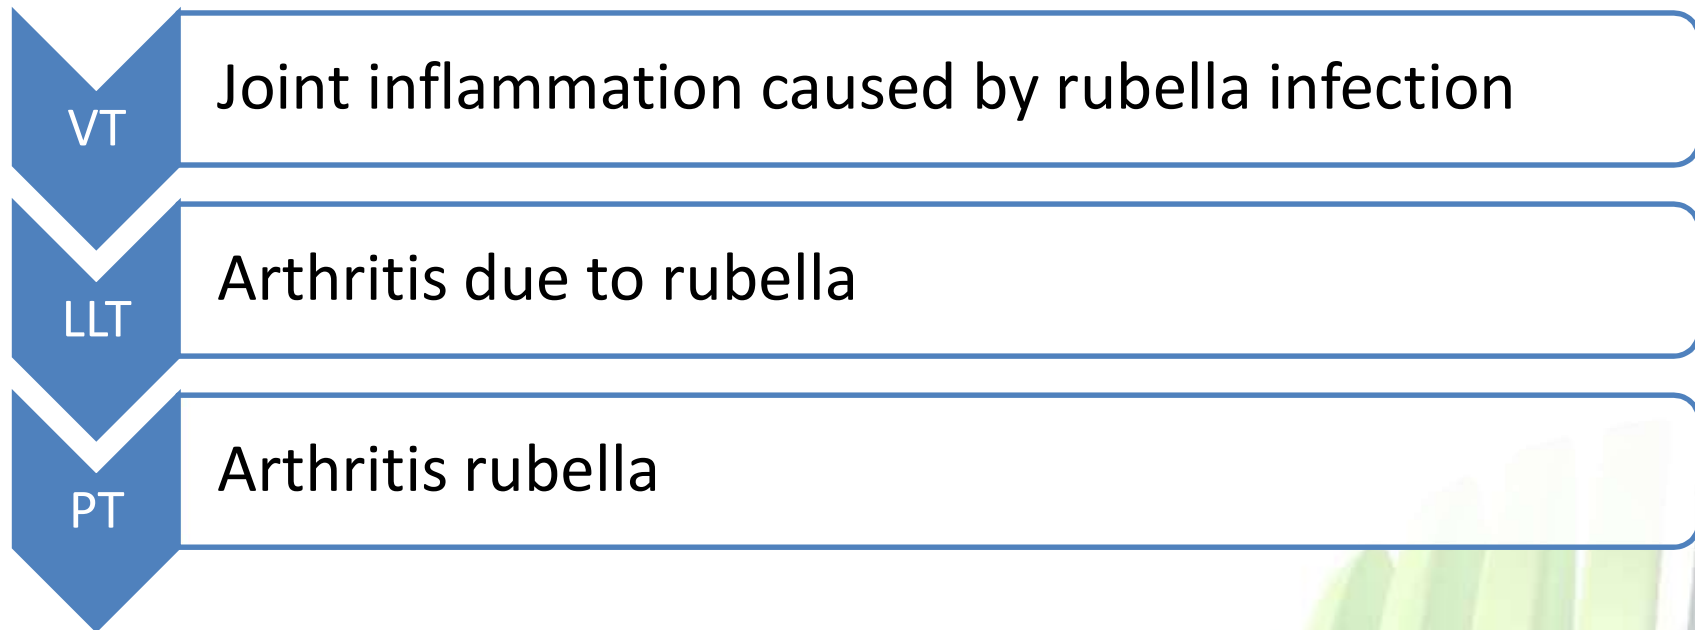 VT
Joint inflammation caused by rubella infection
LLT
Arthritis due to rubella
PT
Arthritis rubella